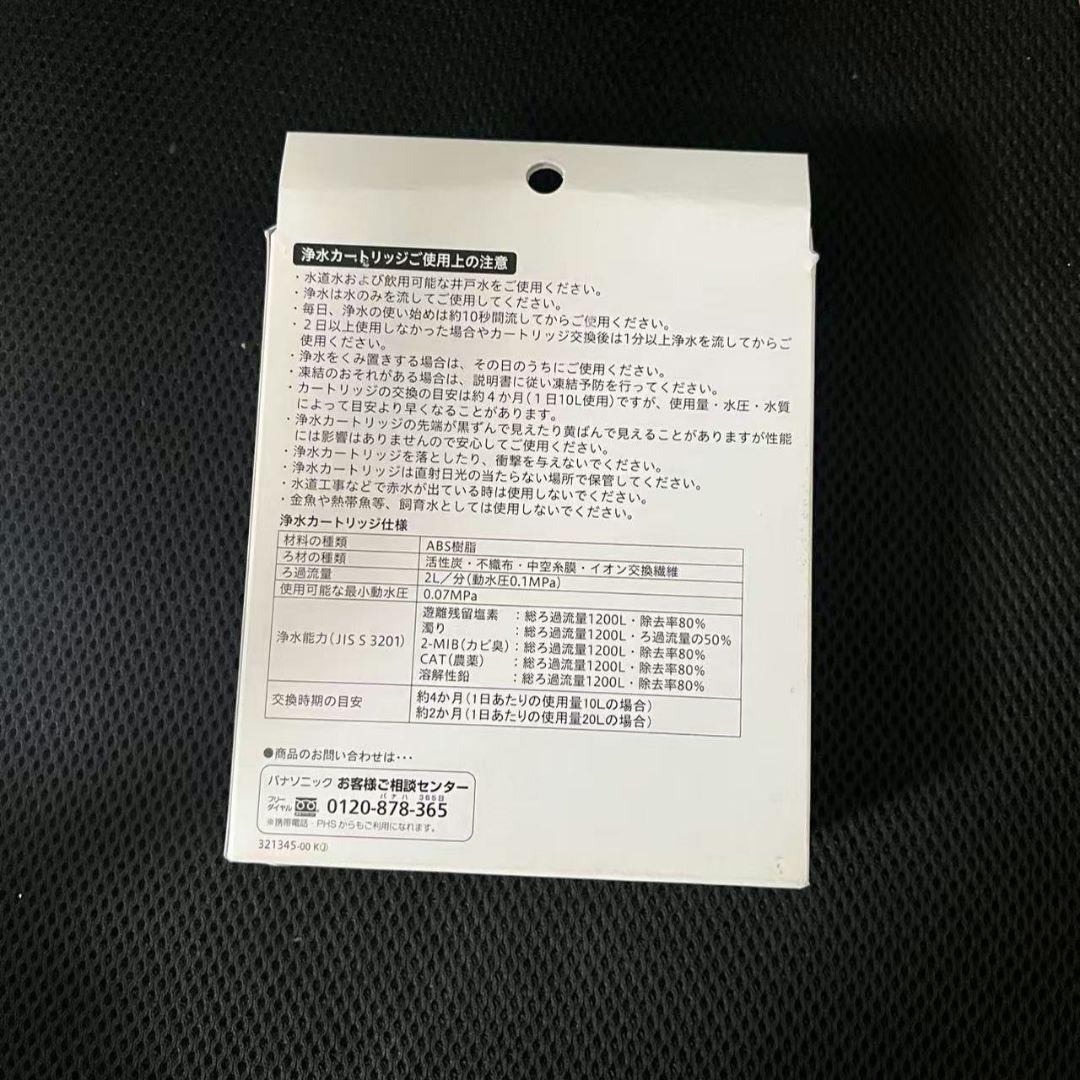 浄水カートリッジご使用上の注意
・水道水および飲用可能な井戸水をご使用ください。
・浄水は水のみを流してご使用してください。
・毎日、浄水の使い始めは約10秒間流してからご使用ください。
・2日以上使用しなかった場合やカートリッジ交換後は1分以上浄水を流してからご
使用ください。
・浄水をくみ置きする場合は、その日のうちにご使用ください。
・凍結のおそれがある場合は、説明書に従い凍結予防を行ってください。
・カートリッジの交換の目安は約4か月(1日10L使用)ですが、使用量・水圧・水質
によって目安より早くなることがあります。
・浄水カートリッジの先端が黒ずんで見えたり黄ばんで見えることがありますが性能
には影響はありませんので安心してご使用ください。
・浄水カートリッジを落としたり、衝撃を与えないでください。
・浄水カートリッジは直射日光の当たらない場所で保管してください。
・水道工事などで赤水が出ている時は使用しないでください。
・金魚や熱帯魚等、飼育水としては使用しないでください。
浄水カートリッジ仕様
材料の種類 ABS樹脂
ろ材の種類 活性炭・不織布・中空糸膜・イオン交換繊維
ろ過流量 2L/分(動水圧0.1MPa)
使用可能な最小動水圧 0.07MPa
浄水能力(JIS S 3201) 遊離残留塩素 :総ろ過流量1200L・除去率80%
濁り :総ろ過流量1200L・ろ過流量の50%
2-MIB(カビ臭):総ろ過流量1200L・除去率80%
CAT(農薬) :総ろ過流量1200L・除去率80%
溶解性鉛 :総ろ過流量1200L・除去率80%
交換時期の目安 約4か月(1日あたりの使用量10Lの場合)
約2か月(1日あたりの使用量20Lの場合)
●商品のお問い合わせは・・・
パナソニック お客様ご相談センター
パナハ 365日
フリーダイヤル 0120-878-365
※携帯電話・PHSからもご利用になれます。
321345-00 KJ